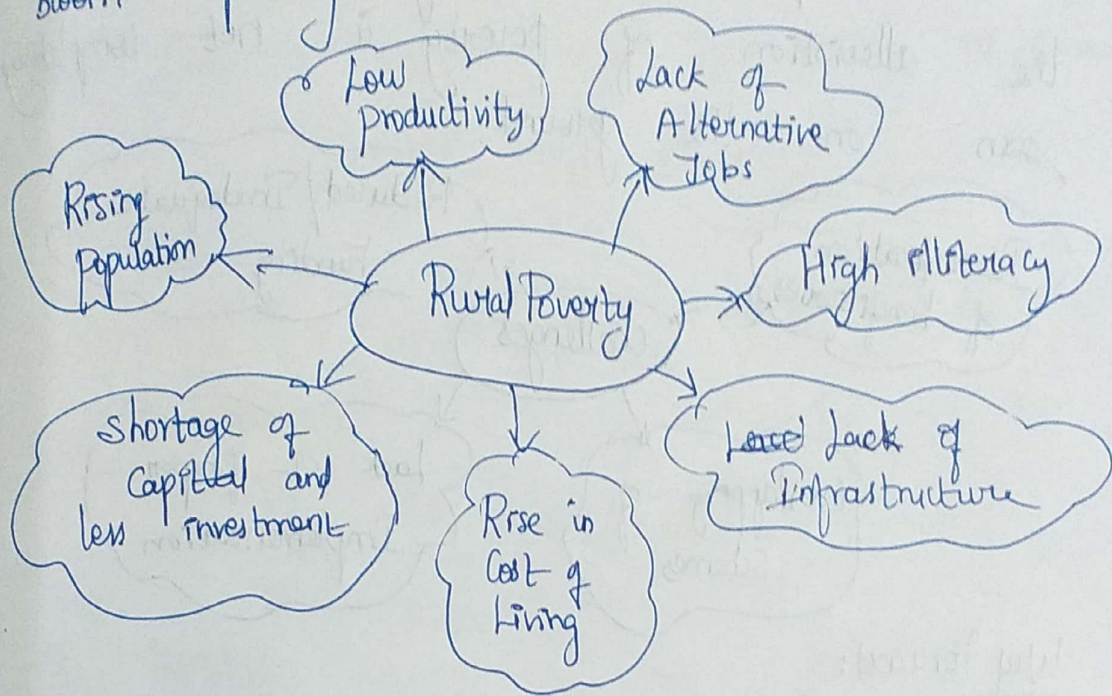 Low
productivity
Lack of
Alternative
Jobs
Rising
Population
Rural Poverty
High illiteracy
Shortage of
Capital and
less investment
Rise in
Cost of
Living
Lack of
Infrastructure